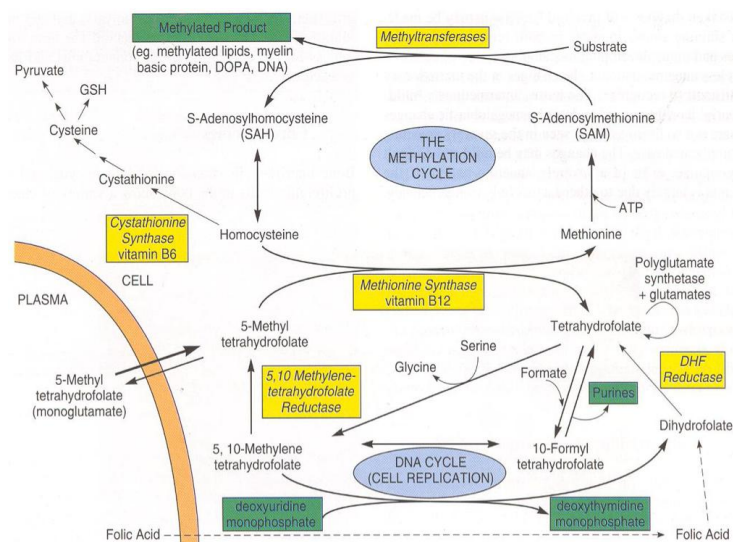 Methylated Product
(eg. methylated lipids, myelin
basic protein, DOPA, DNA)
Methyltransferases
Substrate
Pyruvate
GSH
Cysteine
Cystathionine
S-Adenosylhomocysteine
(SAH)
THE
METHYLATION
CYCLE
S-Adenosylmethionine
(SAM)
ATP
Cystathionine
Synthase
vitamin B6
Homocysteine
Methionine
CELL
PLASMA
Methionine Synthase
vitamin B12
Polyglutamate
synthetase
+ glutamates
5-Methyl
tetrahydrofolate
Tetrahydrofolate
Serine
Glycine
5-Methyl
tetrahydrofolate
(monoglutamate)
5,10 Methylene-
tetrahydrofolate
Reductase
Formate
Purines
DHF
Reductase
Dihydrofolate
5, 10-Methylene
tetrahydrofolate
DNA CYCLE
(CELL REPLICATION)
10-Formyl
tetrahydrofolate
deoxyuridine
monophosphate
deoxythymidine
monophosphate
Folic Acid
Folic Acid